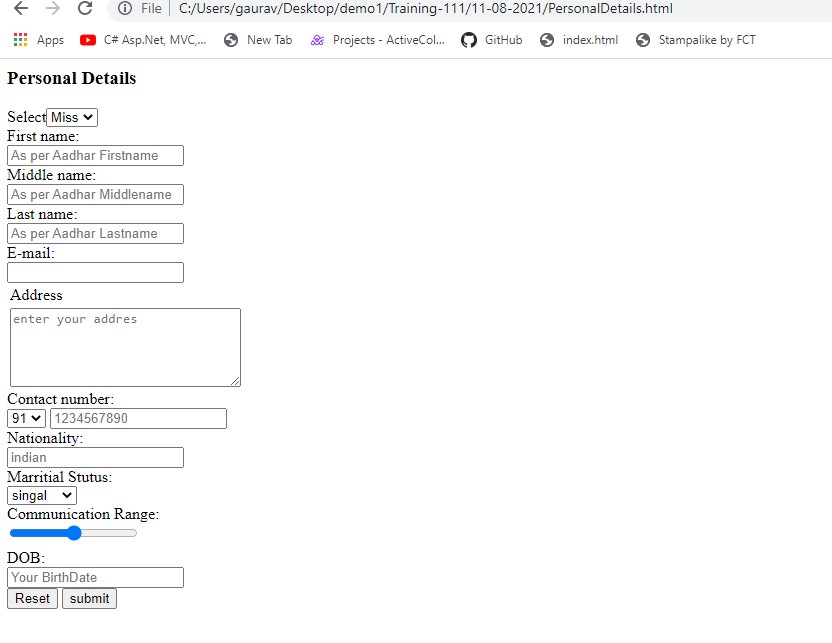 File C:/Users/gaurav/Desktop/demo1/Training-111/11-08-2021/PersonalDetails.html
Apps C# Asp.Net, MVC,... New Tab Projects - ActiveCol... GitHub index.html Stampalike by FCT
Personal Details
Select Miss
First name:
As per Aadhar Firstname
Middle name:
As per Aadhar Middlename
Last name:
As per Aadhar Lastname
E-mail:
Address
enter your addres
Contact number:
91 1234567890
Nationality:
indian
Marritial Stutus:
singal
Communication Range:
DOB:
Your BirthDate
Reset submit